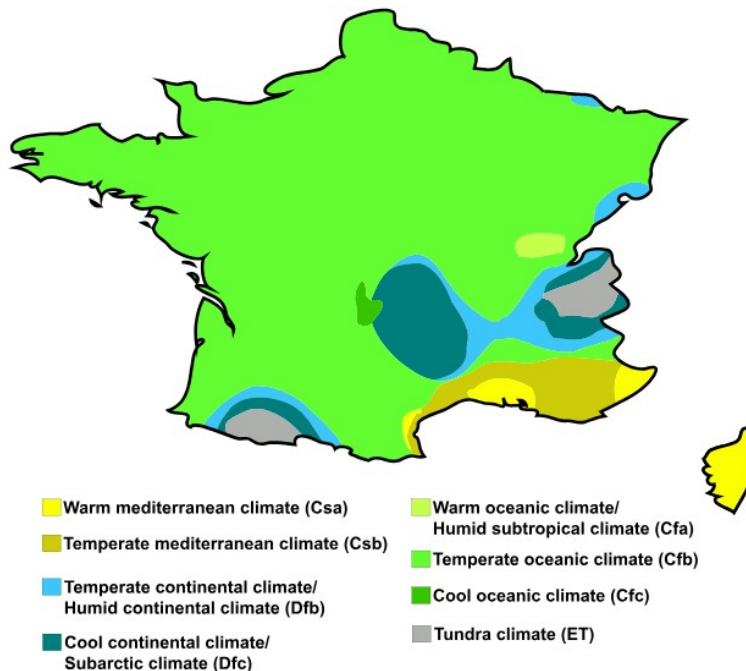 Warm mediterranean climate (Csa)
Temperate mediterranean climate (Csb)
Temperate continental climate/
Humid continental climate (Dfb)
Cool continental climate/
Subarctic climate (Dfc)
Warm oceanic climate/
Humid subtropical climate (Cfa)
Temperate oceanic climate (Cfb)
Cool oceanic climate (Cfc)
Tundra climate (ET)